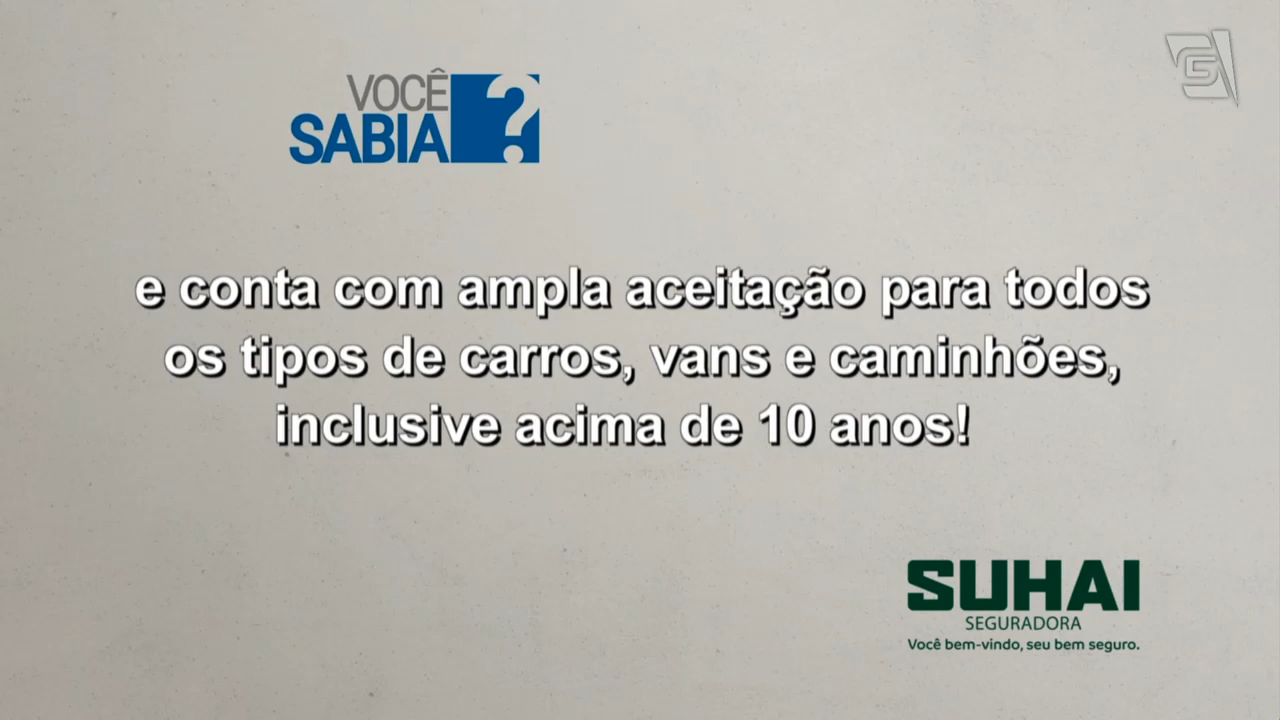 VOCÊ
SABIA?
e conta com ampla aceitação para todos
os tipos de carros, vans e caminhões,
inclusive acima de 10 anos!
SUHAI
SEGURADORA
Você bem-vindo, seu bem seguro.